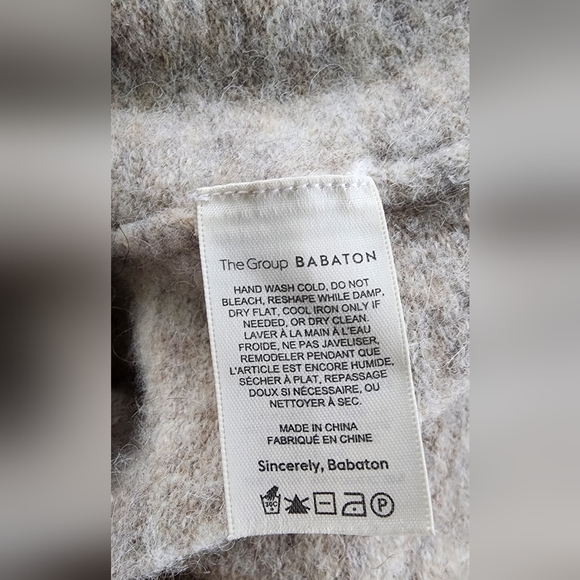 The Group BABATON
HAND WASH COLD, DO NOT
BLEACH, RESHAPE WHILE DAMP,
DRY FLAT, COOL IRON ONLY IF
NEEDED, OR DRY CLEAN.
LAVER À LA MAIN À L'EAU
FROIDE, NE PAS JAVELISER,
REMODELER PENDANT QUE
L'ARTICLE EST ENCORE HUMIDE,
SÈCHER À PLAT, REPASSAGE
DOUX SI NÉCESSAIRE, OU
NETTOYER À SEC.
MADE IN CHINA
FABRIQUÉ EN CHINE
Sincerely, Babaton
30C P